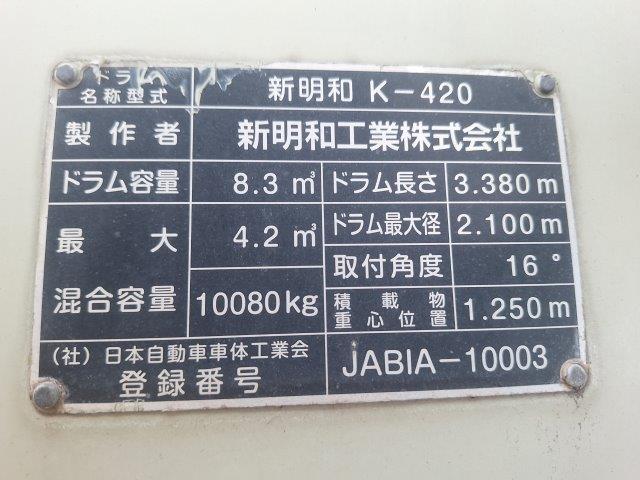 ドラム
名称型式 新明和 K-420
製作者 新明和工業株式会社
ドラム容量 8.3 m³ ドラム長さ 3.380 m
最大 4.2 m³ ドラム最大径 2.100 m
取付角度 16°
混合容量 10080kg 積載物重心位置 1.250 m
(社)日本自動車車体工業会
登録番号 JABIA-10003